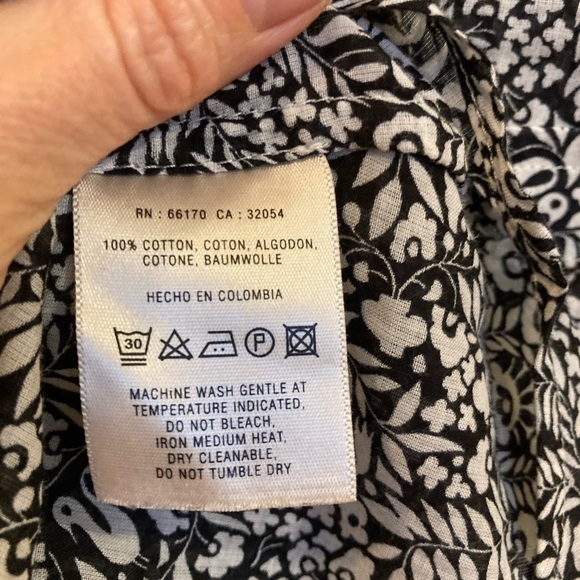 RN : 66170 CA : 32054
100% COTTON, COTON, ALGODON,
COTONE, BAUMWOLLE
HECHO EN COLOMBIA
30 P
MACHINE WASH GENTLE AT
TEMPERATURE INDICATED,
DO NOT BLEACH,
IRON MEDIUM HEAT,
DRY CLEANABLE,
DO NOT TUMBLE DRY